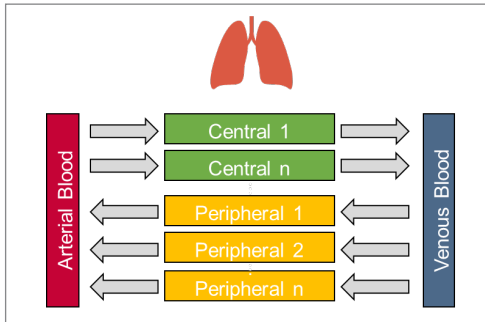 Arterial Blood
Central 1
Central n
Peripheral 1
Peripheral 2
Peripheral n
Venous Blood